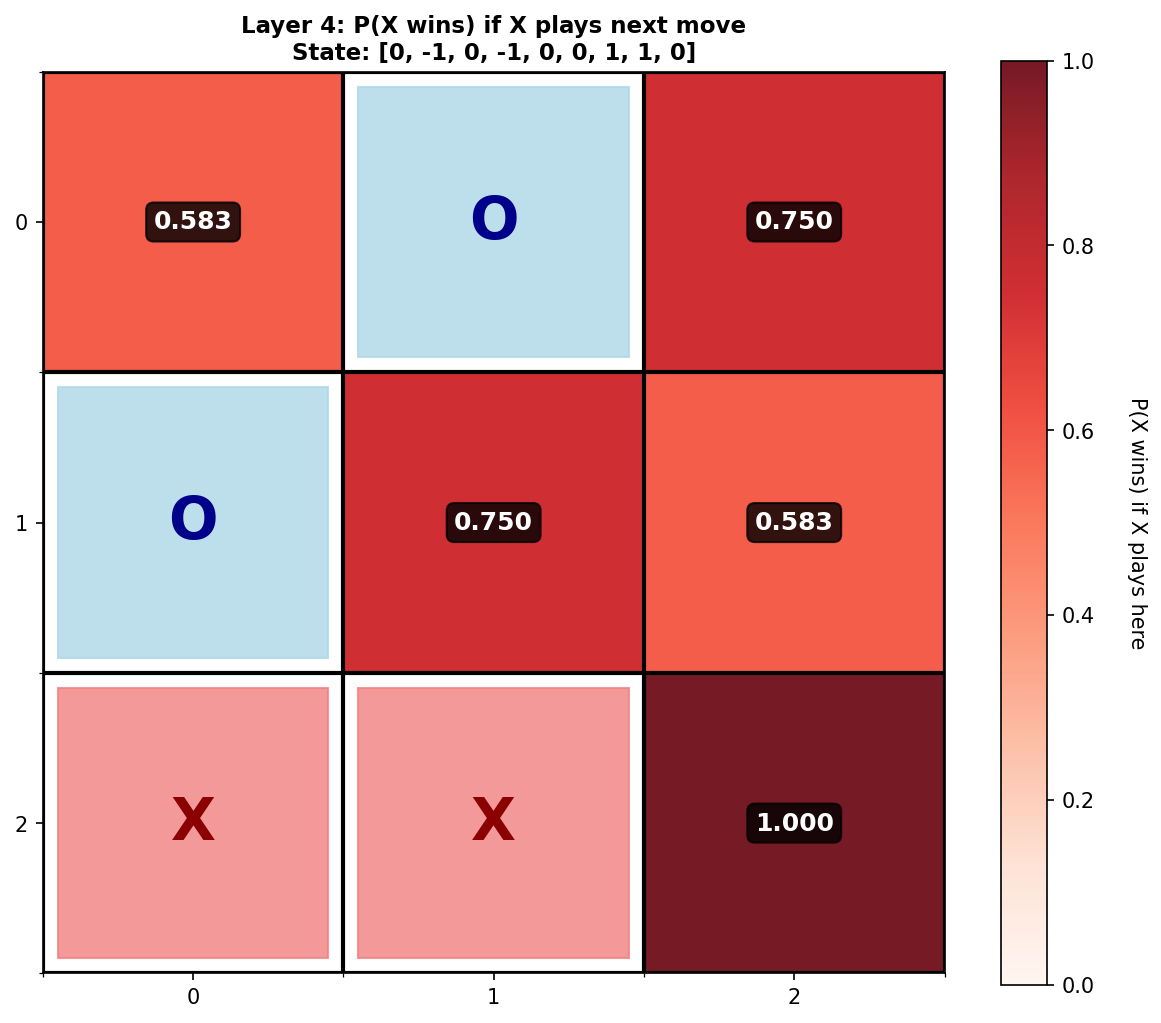 Layer 4: P(X wins) if X plays next move
State: [0, -1, 0, -1, 0, 0, 1, 1, 0]
0
0.583
O
0.750
1
O
0.750
0.583
2
X
X
1.000
0
1
2
1.0
0.8
0.6
0.4
0.2
0.0
P(X wins) if X plays here